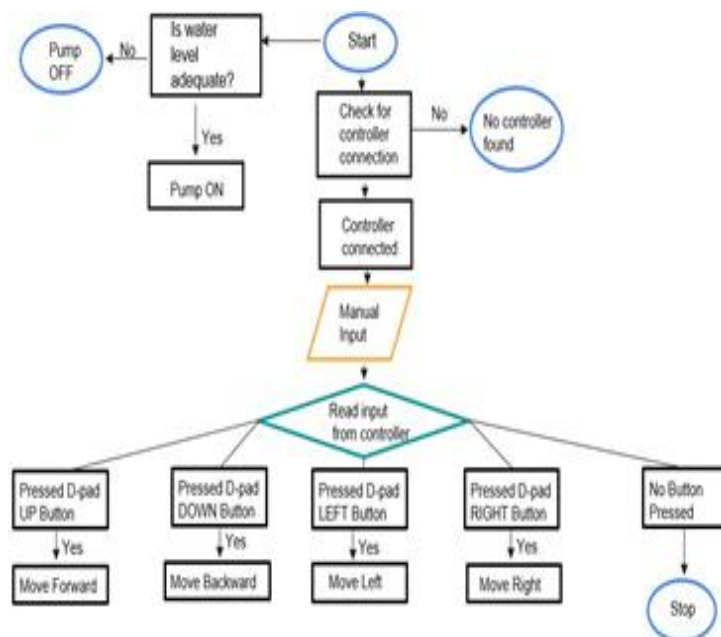 Pump
OFF
No
Is water
level
adequate?
Start
Yes
Pump ON
Check for
controller
connection
No
No controller
found
Controller
connected
Manual
Input
Read input
from controller
Pressed D-pad
UP Button
Pressed D-pad
DOWN Button
Pressed D-pad
LEFT Button
Pressed D-pad
RIGHT Button
No Button
Pressed
Yes
Yes
Yes
Yes
Move Forward
Move Backward
Move Left
Move Right
Stop